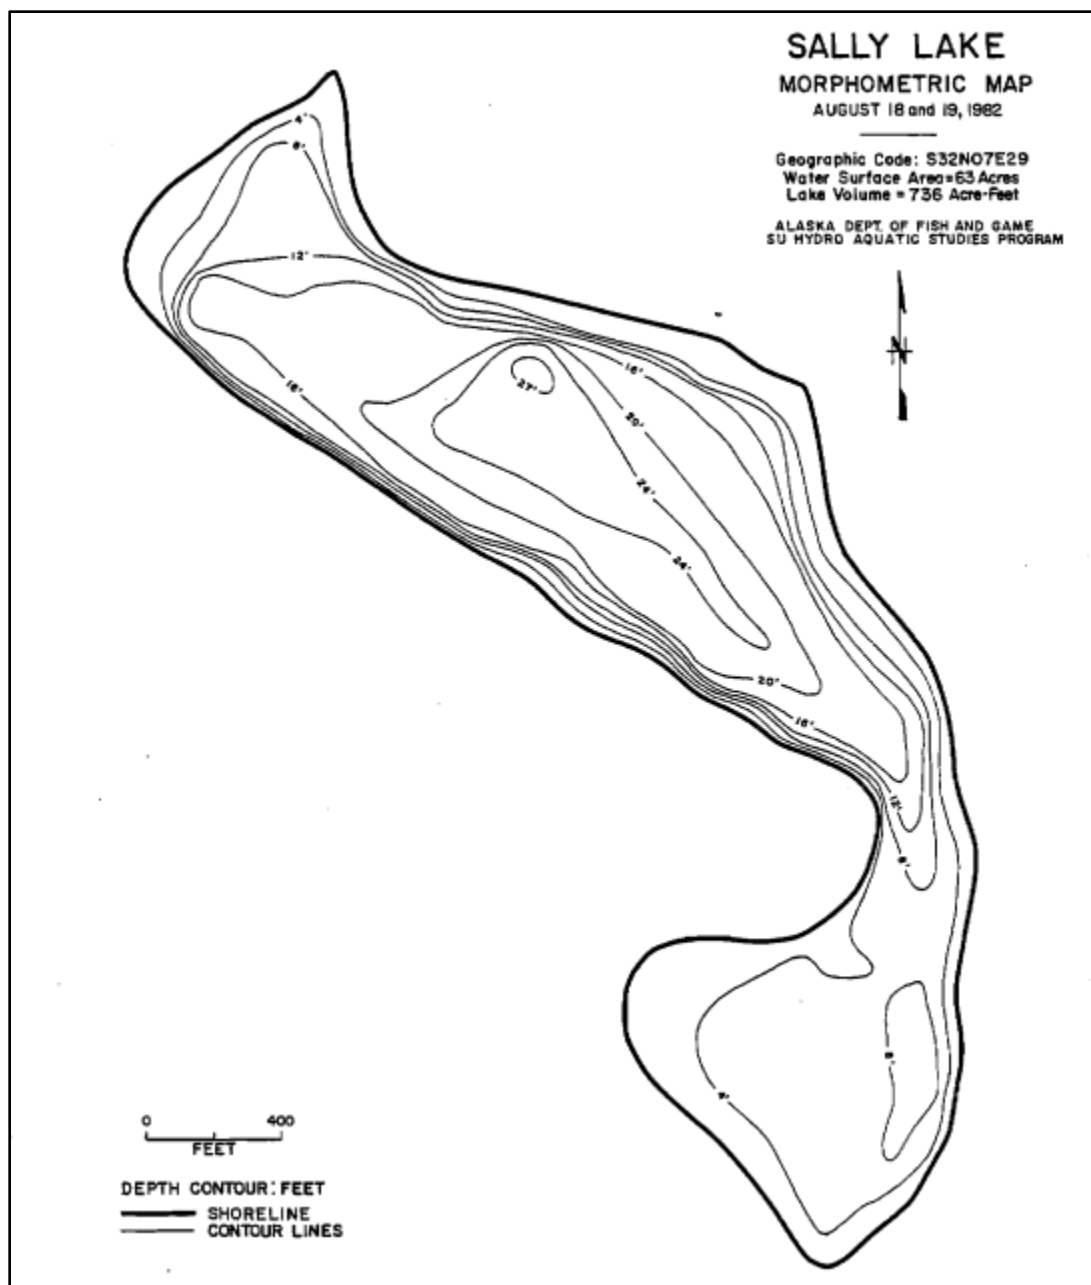 SALLY LAKE
MORPHOMETRIC MAP
AUGUST 18 and 19, 1982
Geographic Code: S32N07E29
Water Surface Area=63 Acres
Lake Volume = 736 Acre-Feet
ALASKA DEPT. OF FISH AND GAME
SU HYDRO AQUATIC STUDIES PROGRAM
N
4'
8'
12'
16'
27'
16'
20'
24'
24'
20'
16'
12'
8'
8'
4'
0 400
FEET
DEPTH CONTOUR: FEET
SHORELINE
CONTOUR LINES